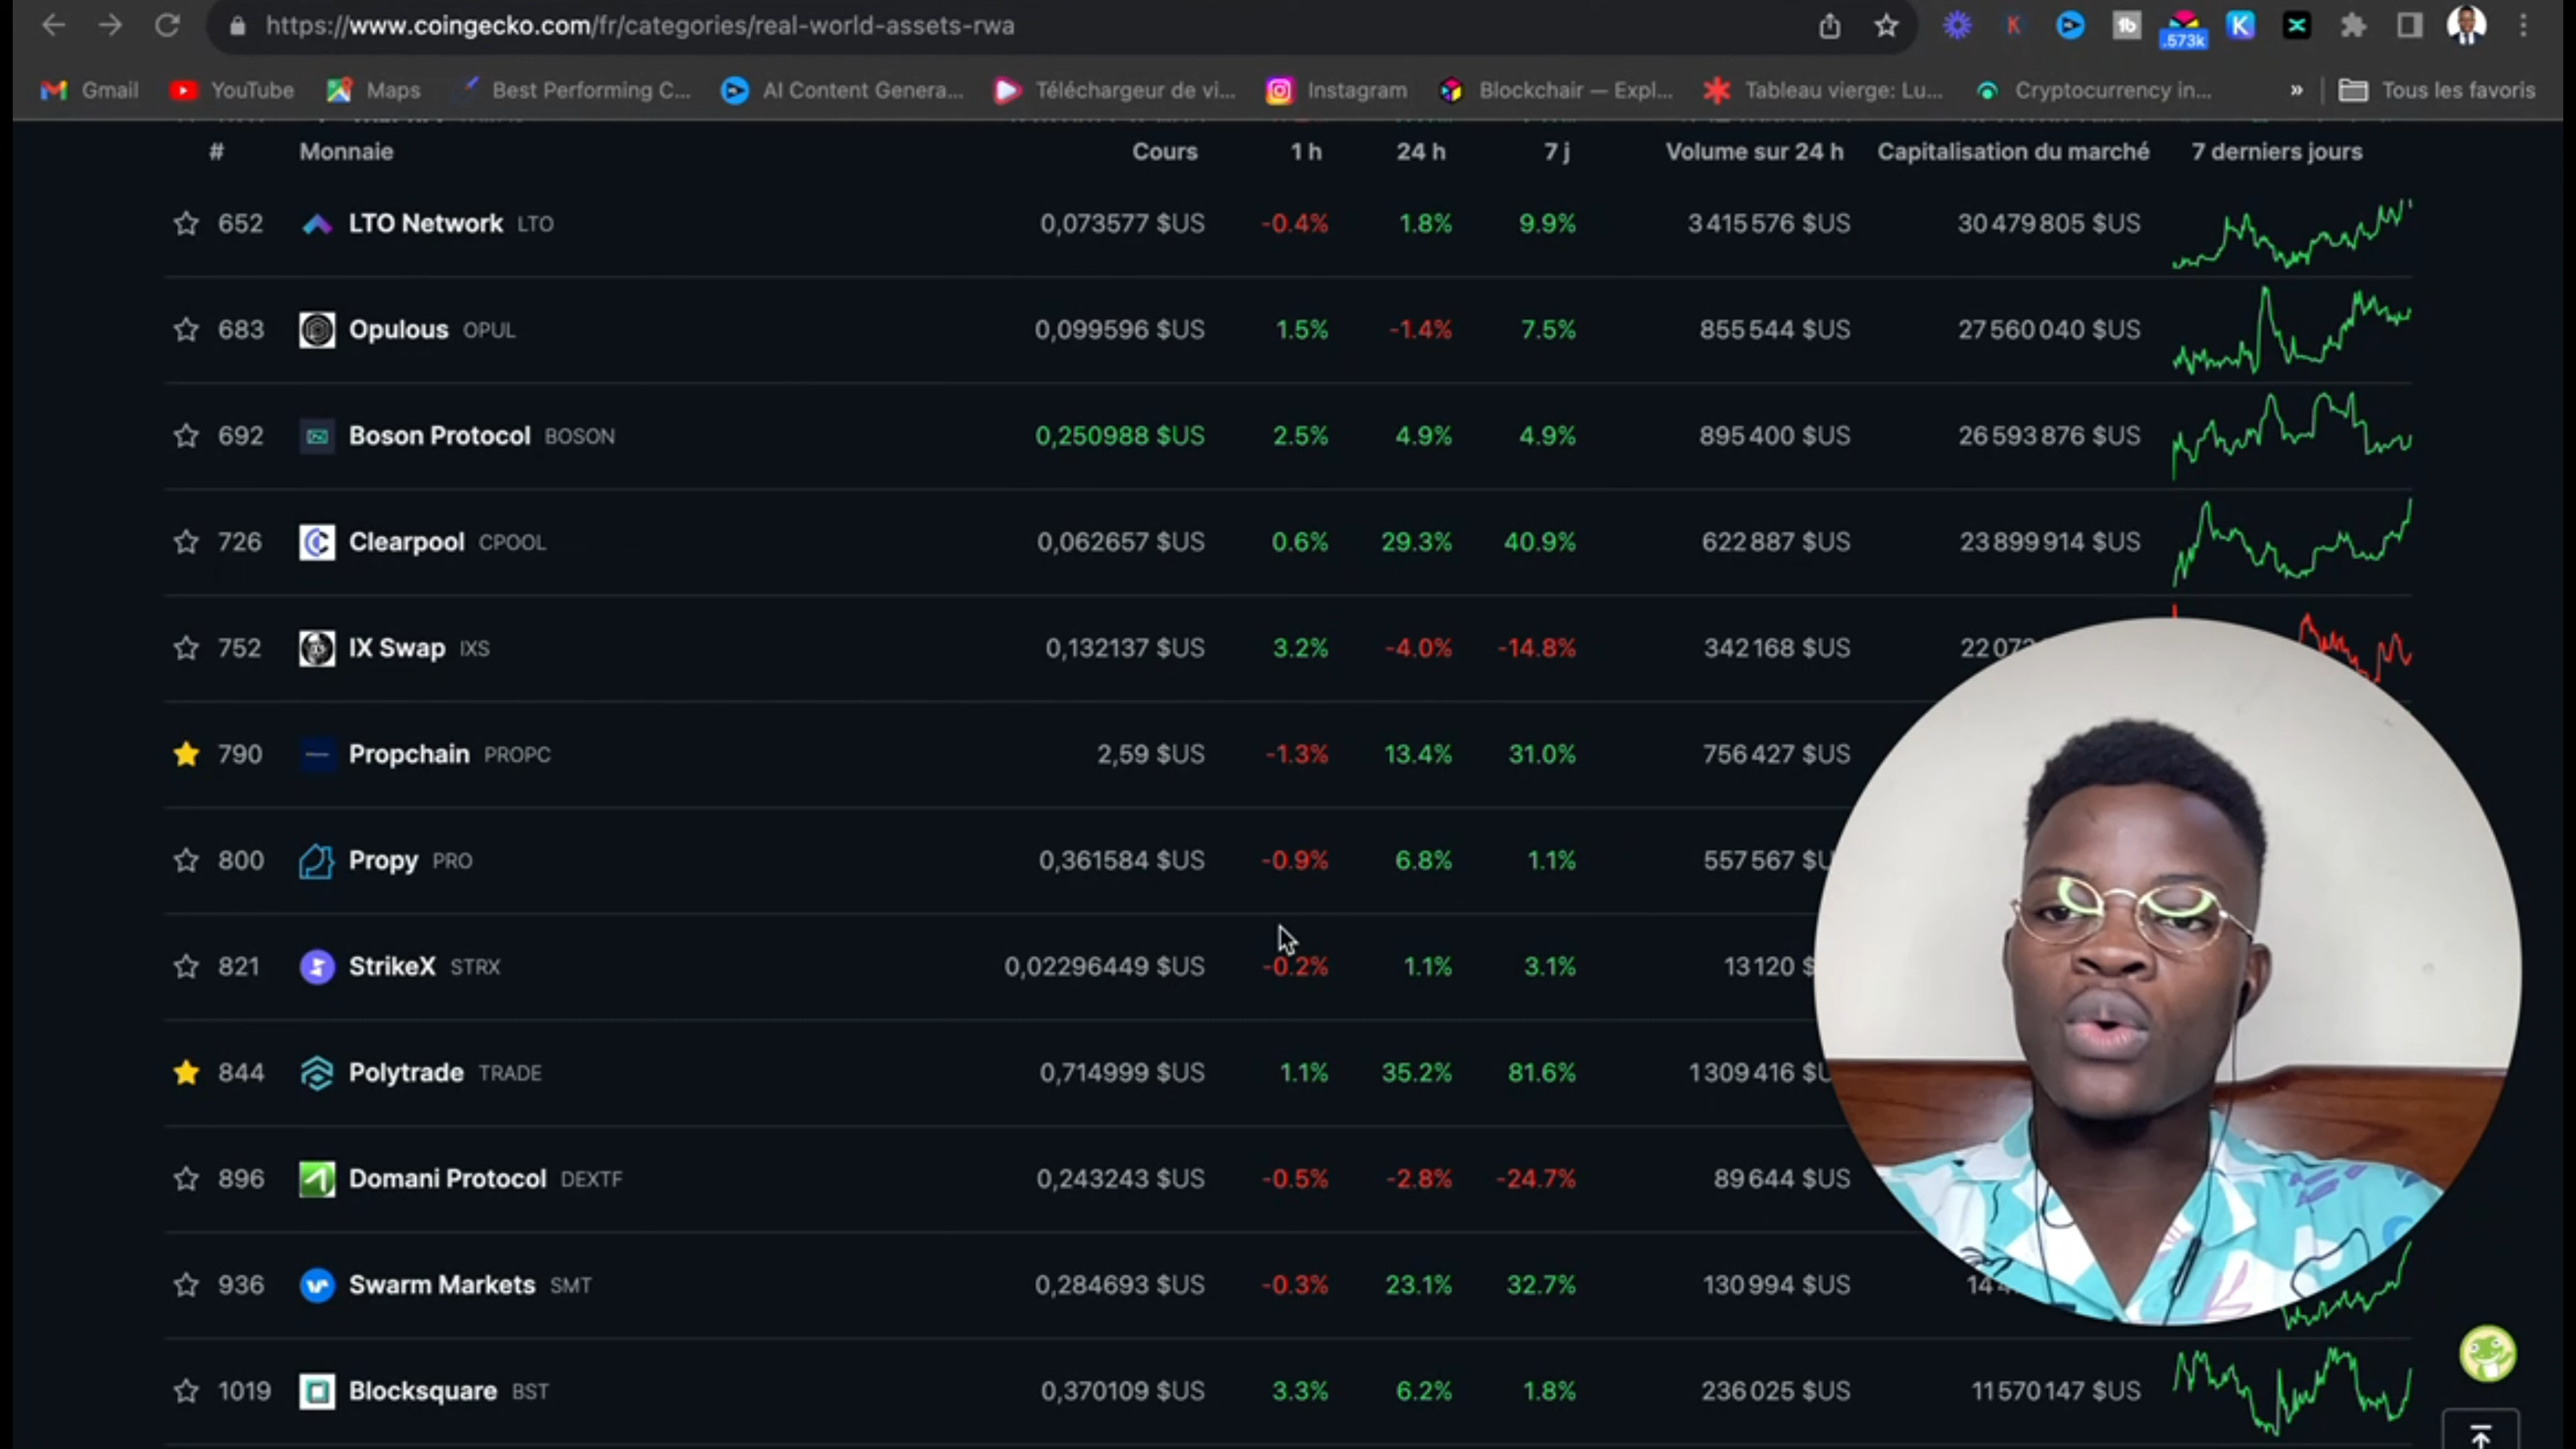 https://www.coingecko.com/fr/categories/real-world-assets-rwa
.573k
Gmail YouTube Maps Best Performing C... AI Content Genera... Téléchargeur de vi... Instagram Blockchair — Expl... Tableau vierge: Lu... Cryptocurrency in... » Tous les favoris
# Monnaie Cours 1 h 24 h 7 j Volume sur 24 h Capitalisation du marché 7 derniers jours
652 LTO Network LTO 0,073577 $US -0.4% 1.8% 9.9% 3 415 576 $US 30 479 805 $US
683 Opulous OPUL 0,099596 $US 1.5% -1.4% 7.5% 855 544 $US 27 560 040 $US
692 Boson Protocol BOSON 0,250988 $US 2.5% 4.9% 4.9% 895 400 $US 26 593 876 $US
726 Clearpool CPOOL 0,062657 $US 0.6% 29.3% 40.9% 622 887 $US 23 899 914 $US
752 IX Swap IXS 0,132137 $US 3.2% -4.0% -14.8% 342 168 $US
790 Propchain PROPC 2,59 $US -1.3% 13.4% 31.0% 756 427 $US
800 Propy PRO 0,361584 $US -0.9% 6.8% 1.1% 557 567 $U
821 StrikeX STRX 0,02296449 $US -0.2% 1.1% 3.1% 13 120 $
844 Polytrade TRADE 0,714999 $US 1.1% 35.2% 81.6% 1 309 416 $U
896 Domani Protocol DEXTF 0,243243 $US -0.5% -2.8% -24.7% 89 644 $US
936 Swarm Markets SMT 0,284693 $US -0.3% 23.1% 32.7% 130 994 $US
1019 Blocksquare BST 0,370109 $US 3.3% 6.2% 1.8% 236 025 $US 11 570 147 $US